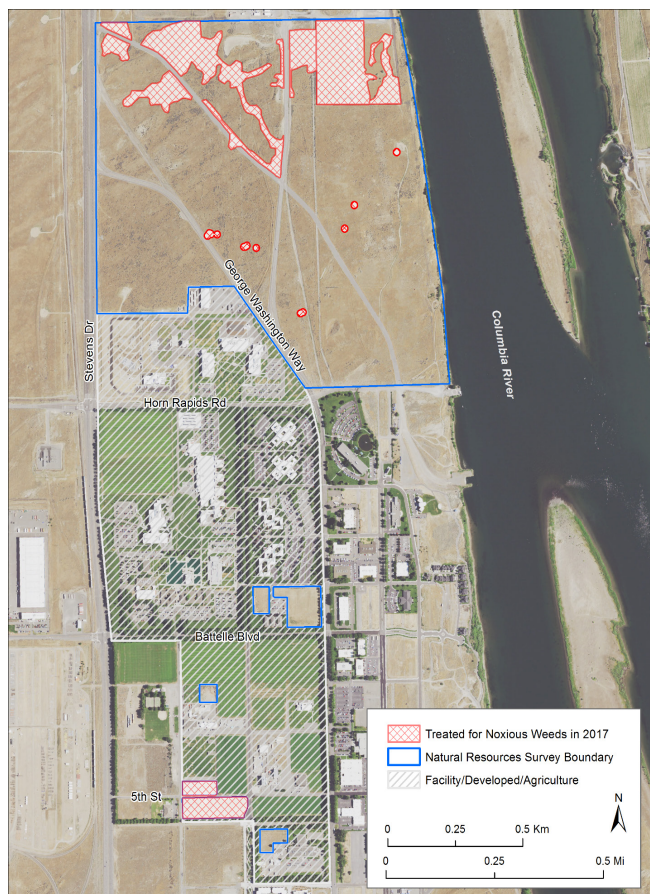 George Washington Way
Stevens Dr
Columbia River
Horn Rapids Rd
Battelle Blvd
5th St
Treated for Noxious Weeds in 2017
Natural Resources Survey Boundary
Facility/Developed/Agriculture
N
0 0.25 0.5 Km
0 0.25 0.5 Mi